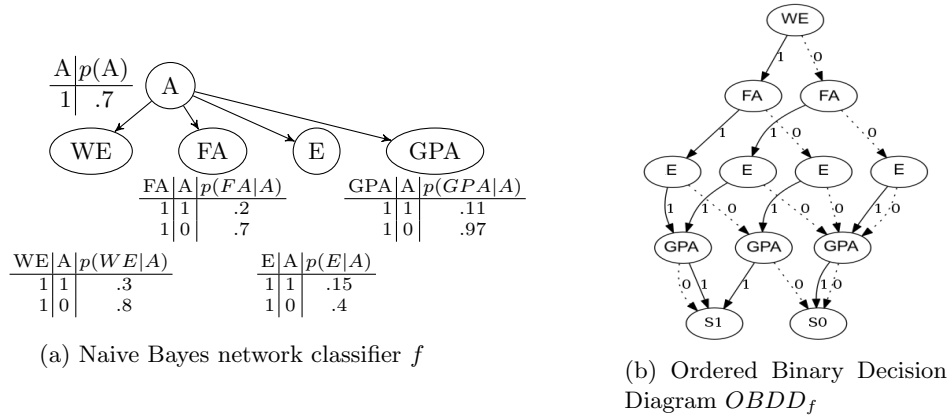 A p(A)
1 .7
A
WE FA E GPA
FA A p(FA|A)
1 1 .2
1 0 .7
GPA A p(GPA|A)
1 1 .11
1 0 .97
WE A p(WE|A)
1 1 .3
1 0 .8
E A p(E|A)
1 1 .15
1 0 .4
(a) Naive Bayes network classifier f
WE
1 0
FA FA
1 1 0 0
E E E E
1 1 0 1 0 0 1 0
GPA GPA GPA
0 1 1 0 1 0
S1 S0
(b) Ordered Binary Decision
Diagram OBDD_f